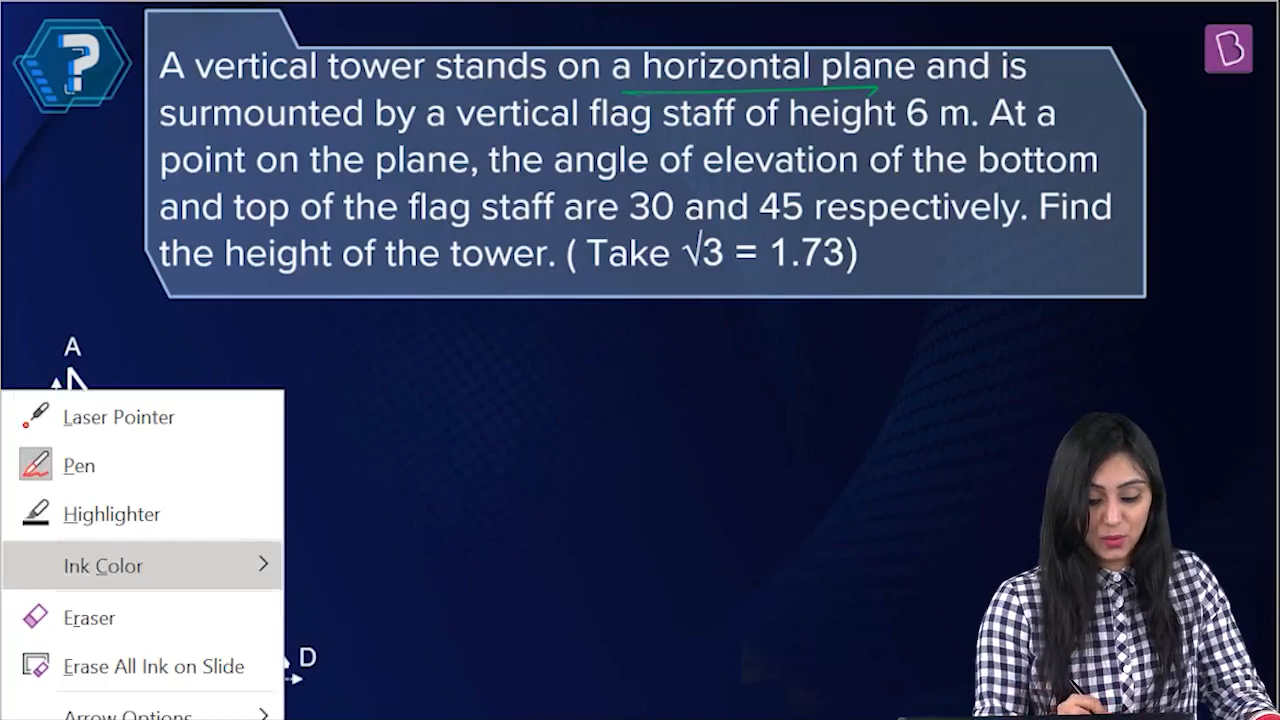 ?
B
A vertical tower stands on a horizontal plane and is
surmounted by a vertical flag staff of height 6 m. At a
point on the plane, the angle of elevation of the bottom
and top of the flag staff are 30 and 45 respectively. Find
the height of the tower. ( Take √3 = 1.73)
A
Laser Pointer
Pen
Highlighter
Ink Color
Eraser
Erase All Ink on Slide
Arrow Options
D